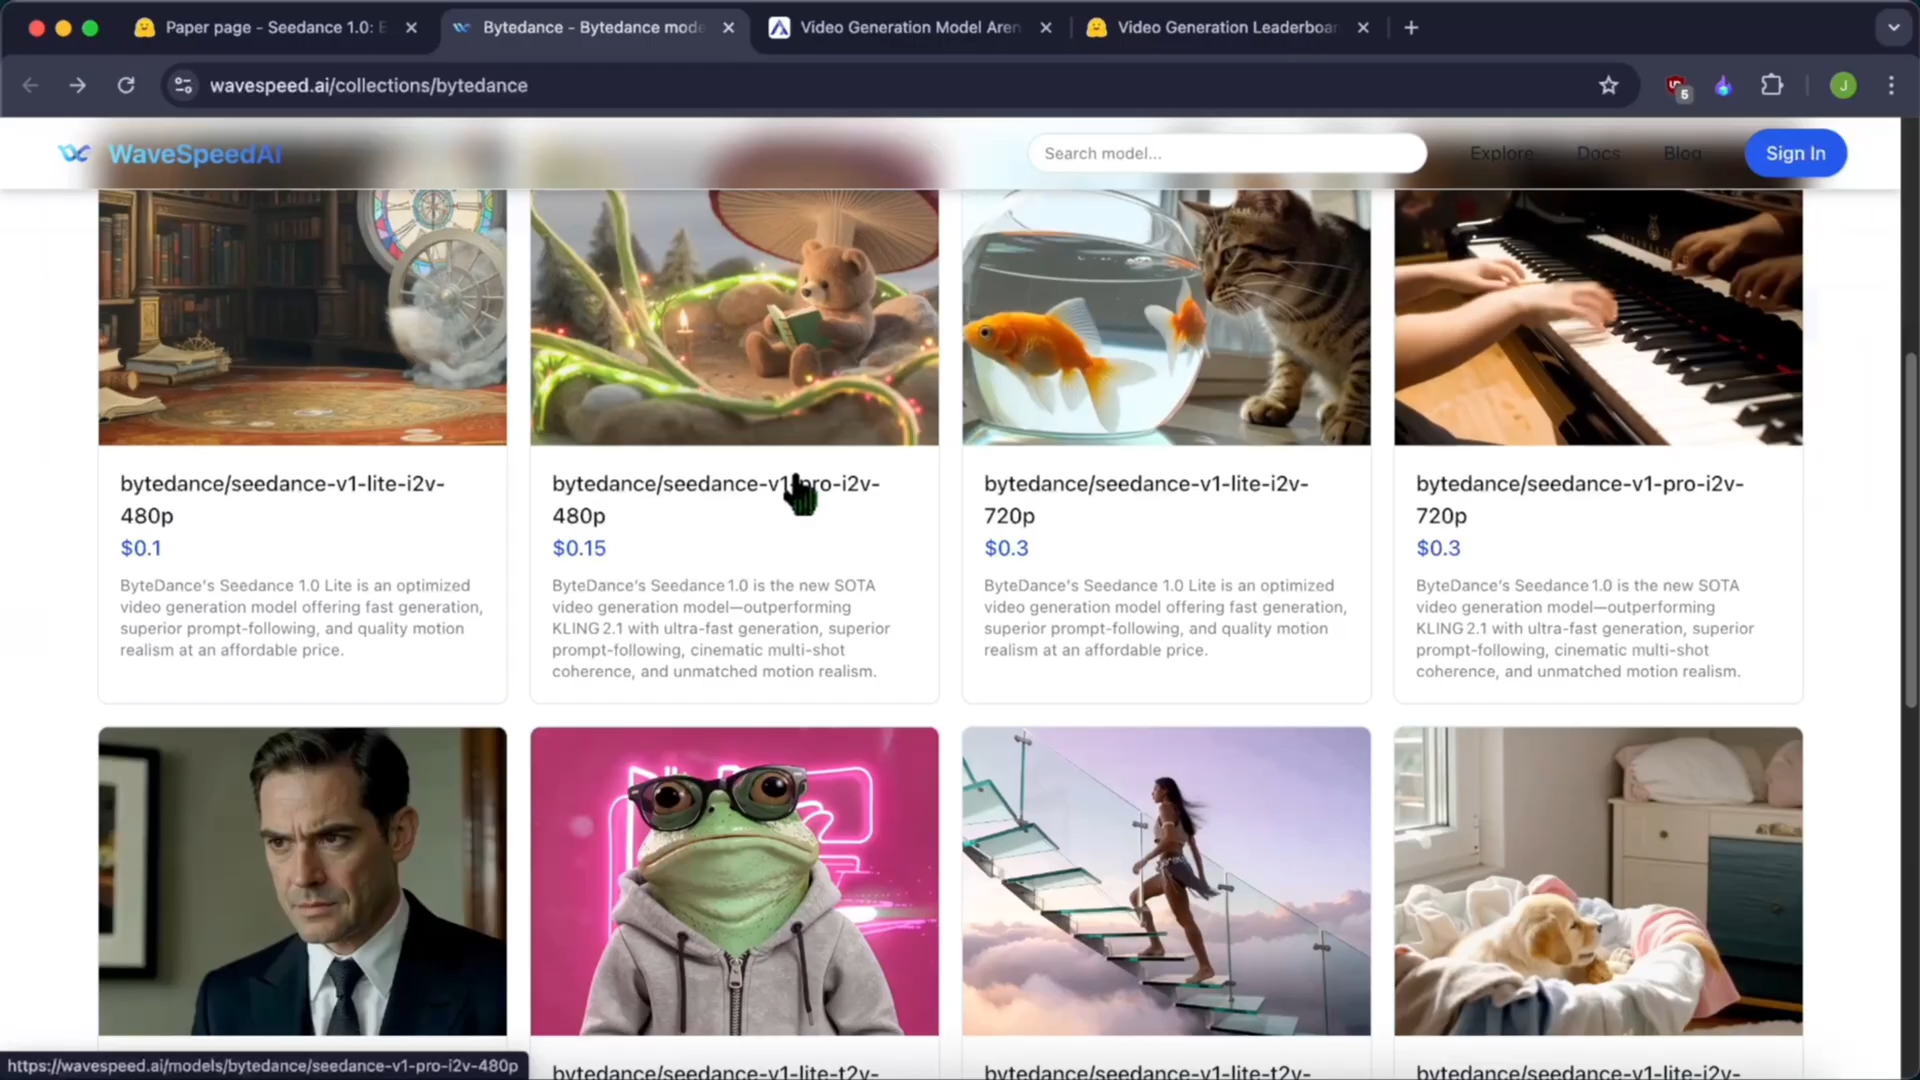 Paper page - Seedance 1.0: E
Bytedance - Bytedance mode
Video Generation Model Aren
Video Generation Leaderboar
wavespeed.ai/collections/bytedance
5
J
WaveSpeedAI
Search model...
Explore
Docs
Blog
Sign In
bytedance/seedance-v1-lite-i2v-
480p
$0.1
ByteDance's Seedance 1.0 Lite is an optimized
video generation model offering fast generation,
superior prompt-following, and quality motion
realism at an affordable price.
bytedance/seedance-v1-pro-i2v-
480p
$0.15
ByteDance's Seedance 1.0 is the new SOTA
video generation model—outperforming
KLING 2.1 with ultra-fast generation, superior
prompt-following, cinematic multi-shot
coherence, and unmatched motion realism.
bytedance/seedance-v1-lite-i2v-
720p
$0.3
ByteDance's Seedance 1.0 Lite is an optimized
video generation model offering fast generation,
superior prompt-following, and quality motion
realism at an affordable price.
bytedance/seedance-v1-pro-i2v-
720p
$0.3
ByteDance's Seedance 1.0 is the new SOTA
video generation model—outperforming
KLING 2.1 with ultra-fast generation, superior
prompt-following, cinematic multi-shot
coherence, and unmatched motion realism.
https://wavespeed.ai/models/bytedance/seedance-v1-pro-i2v-480p
bytedance/seedance-v1-lite-t2v-
bytedance/seedance-v1-lite-t2v-
bytedance/seedance-v1-lite-i2v-